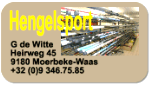 Hengelsport
G de Witte
Heirweg 45
9180 Moerbeke-Waas
+32 (0)9 346.75.85